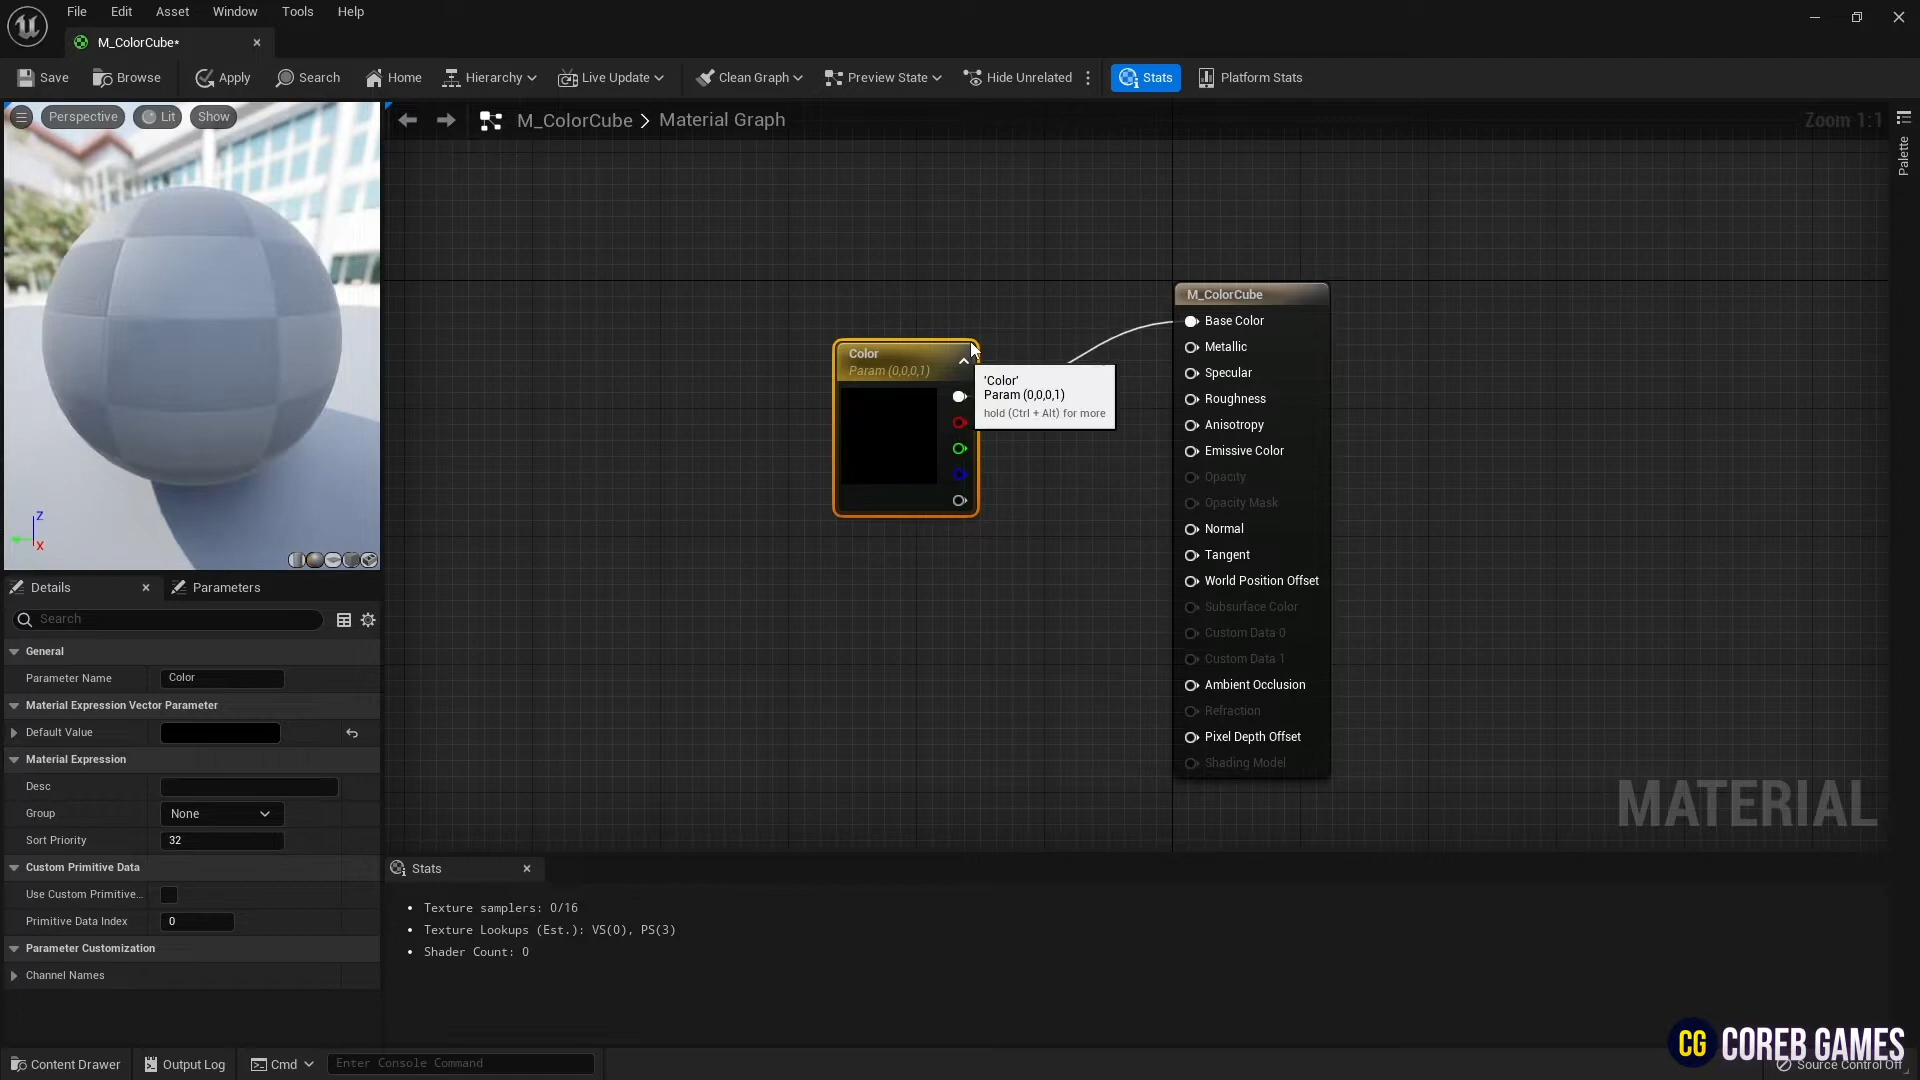 File Edit Asset Window Tools Help
M_ColorCube*
Save Browse Apply Search Home Hierarchy Live Update Clean Graph Preview State Hide Unrelated Stats Platform Stats
Perspective Lit Show
M_ColorCube > Material Graph
Zoom 1:1
Palette
Z
X
Color
Param (0,0,0,1)
'Color'
Param (0,0,0,1)
hold (Ctrl + Alt) for more
M_ColorCube
Base Color
Metallic
Specular
Roughness
Anisotropy
Emissive Color
Opacity
Opacity Mask
Normal
Tangent
World Position Offset
Subsurface Color
Custom Data 0
Custom Data 1
Ambient Occlusion
Refraction
Pixel Depth Offset
Shading Model
MATERIAL
Details Parameters
Search
General
Parameter Name Color
Material Expression Vector Parameter
Default Value
Material Expression
Desc
Group None
Sort Priority 32
Custom Primitive Data
Use Custom Primitive...
Primitive Data Index 0
Parameter Customization
Channel Names
Stats
• Texture samplers: 0/16
• Texture Lookups (Est.): VS(0), PS(3)
• Shader Count: 0
Content Drawer Output Log Cmd Enter Console Command
CG COREB GAMES
Source Control Off